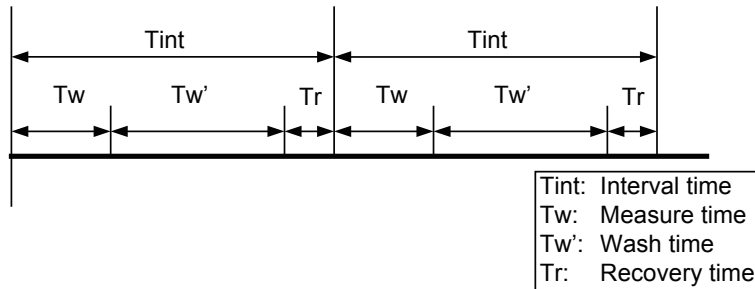 Tint Tint
Tw Tw’ Tr Tw Tw’ Tr
Tint: Interval time
Tw: Measure time
Tw’: Wash time
Tr: Recovery time